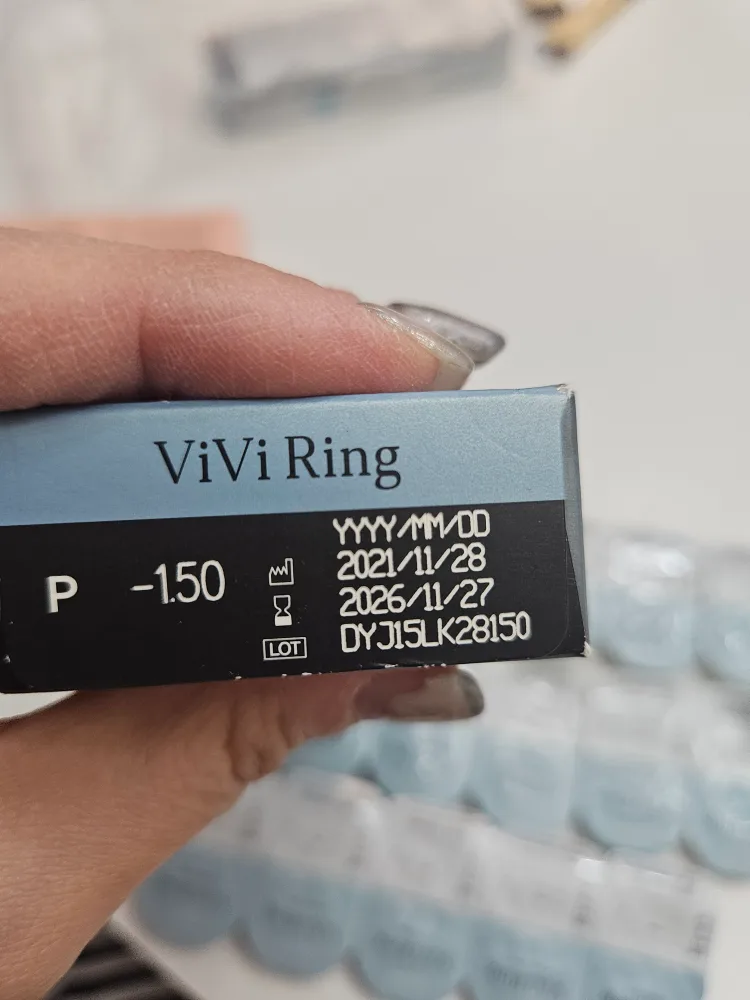 ViVi Ring
P -1.50
YYYY/MM/DD
2021/11/28
2026/11/27
LOT DYJ15LK28150